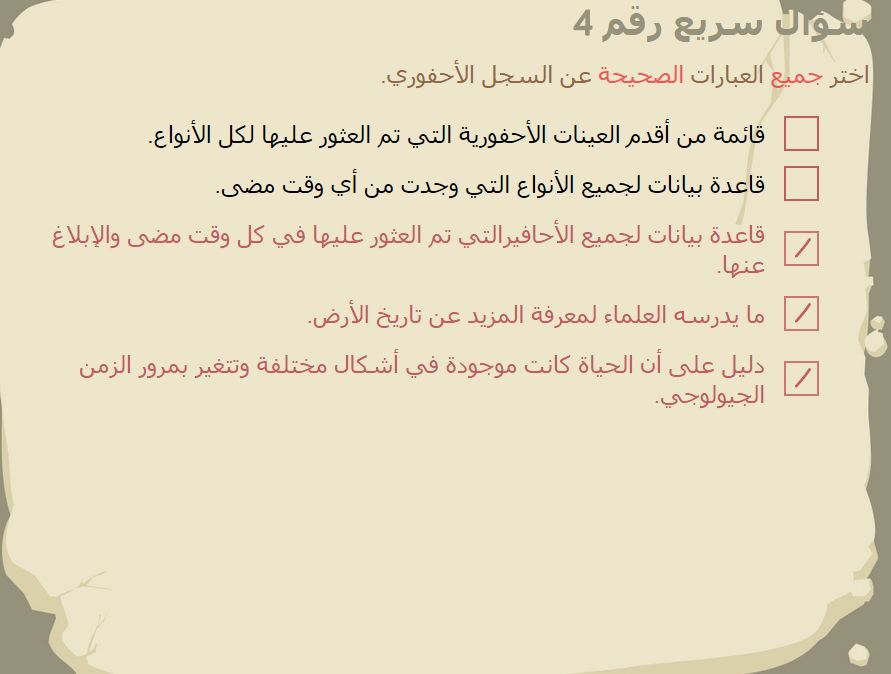 سؤال سريع رقم 4
اختر جميع العبارات الصحيحة عن السجل الأحفوري.
قائمة من أقدم العينات الأحفورية التي تم العثور عليها لكل الأنواع.
قاعدة بيانات لجميع الأنواع التي وجدت من أي وقت مضى.
قاعدة بيانات لجميع الأحافيرالتي تم العثور عليها في كل وقت مضى والإبلاغ
عنها.
ما يدرسه العلماء لمعرفة المزيد عن تاريخ الأرض.
دليل على أن الحياة كانت موجودة في أشكال مختلفة وتتغير بمرور الزمن
الجيولوجي.